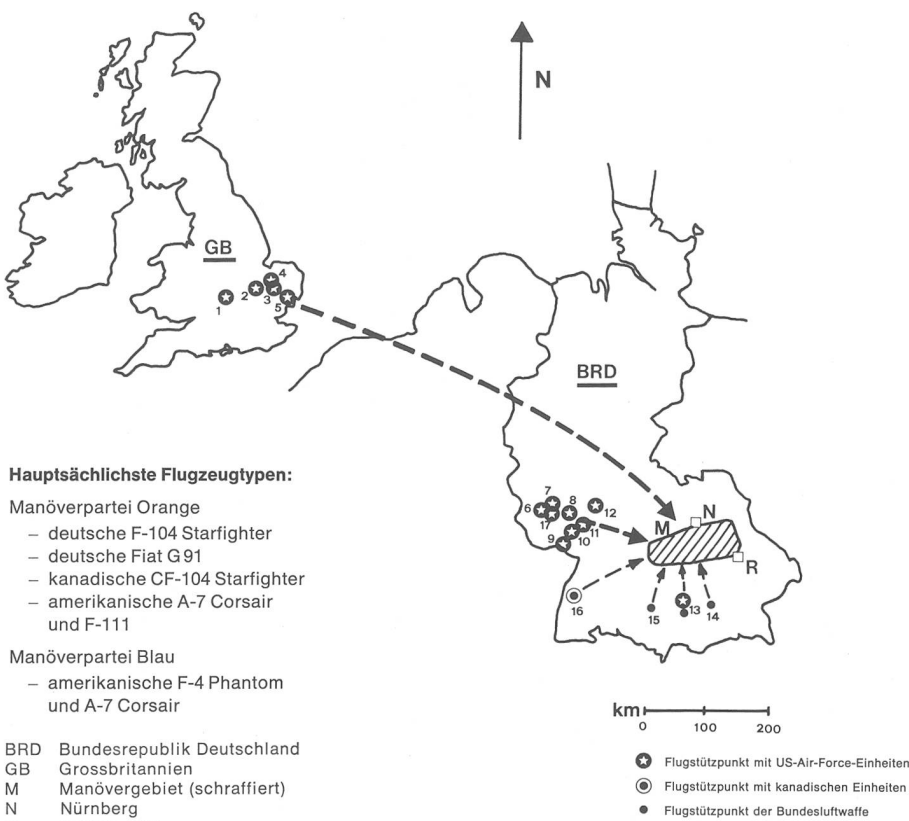 N
GB
4
2
3
1
5
BRD
Hauptsächlichste Flugzeugtypen:
Manöverpartei Orange
– deutsche F-104 Starfighter
– deutsche Fiat G 91
– kanadische CF-104 Starfighter
– amerikanische A-7 Corsair
und F-111
Manöverpartei Blau
– amerikanische F-4 Phantom
und A-7 Corsair
BRD Bundesrepublik Deutschland
GB Grossbritannien
M Manövergebiet (schraffiert)
N Nürnberg
7
6
8
12
17
11
10
9
M
N
R
16
15
13
14
km
0 100 200
Flugstützpunkt mit US-Air-Force-Einheiten
Flugstützpunkt mit kanadischen Einheiten
Flugstützpunkt der Bundesluftwaffe